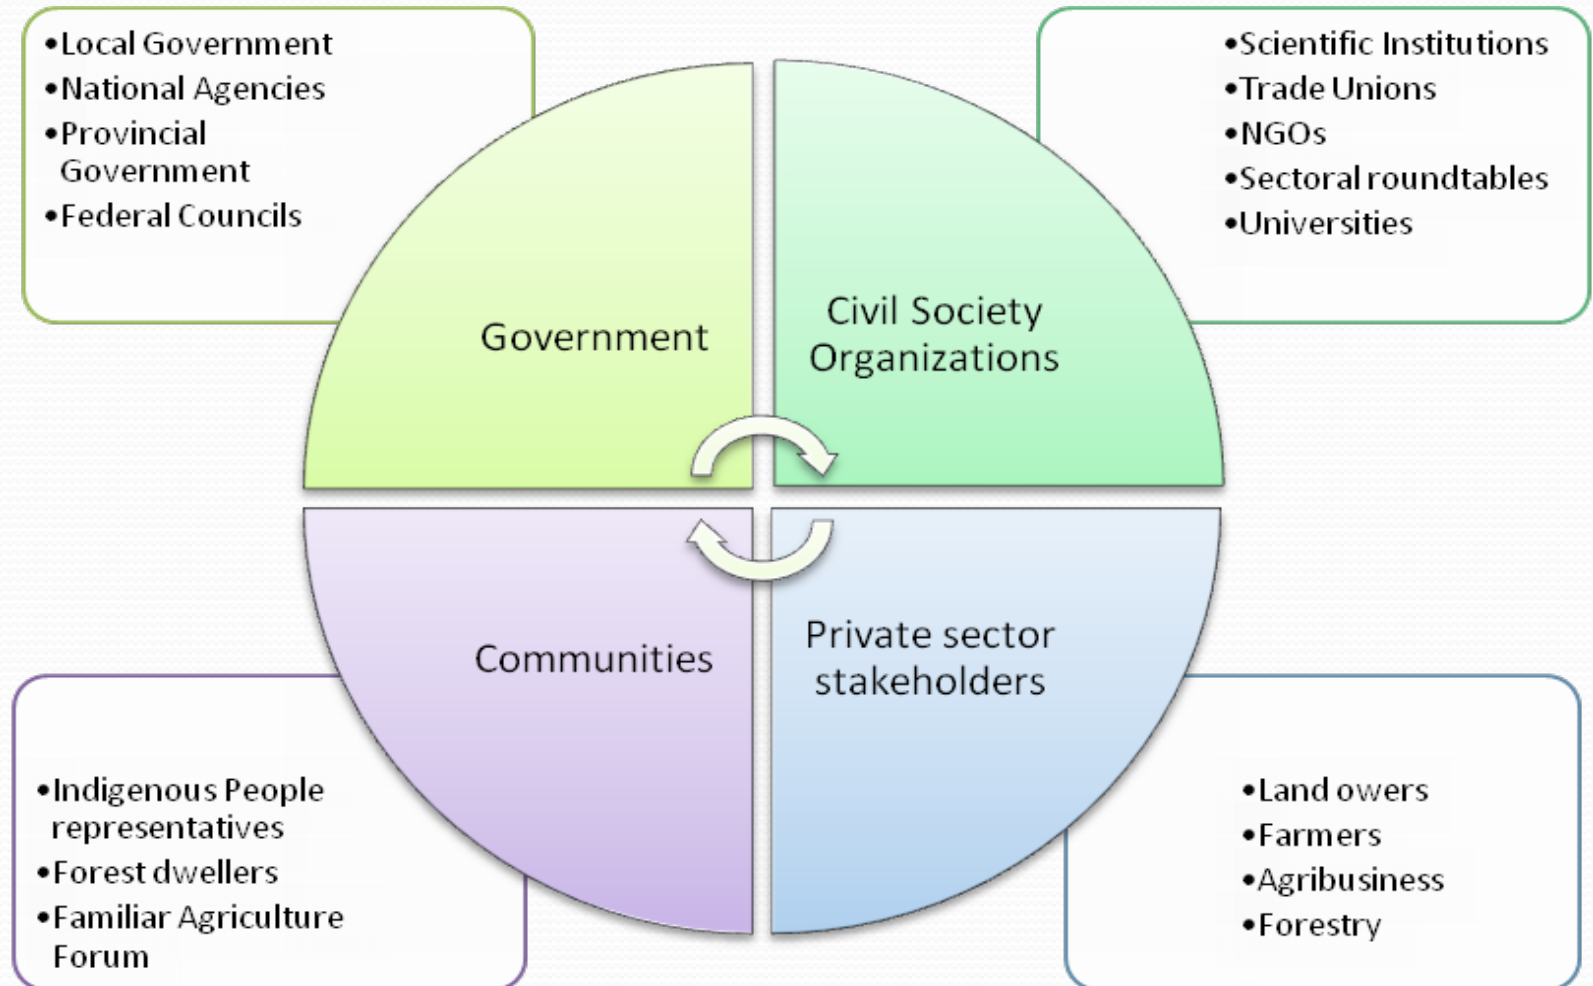 •Local Government
•National Agencies
•Provincial
Government
•Federal Councils
•Scientific Institutions
•Trade Unions
•NGOs
•Sectoral roundtables
•Universities
Government
Civil Society
Organizations
Communities
Private sector
stakeholders
•Indigenous People
representatives
•Forest dwellers
•Familiar Agriculture
Forum
•Land owers
•Farmers
•Agribusiness
•Forestry